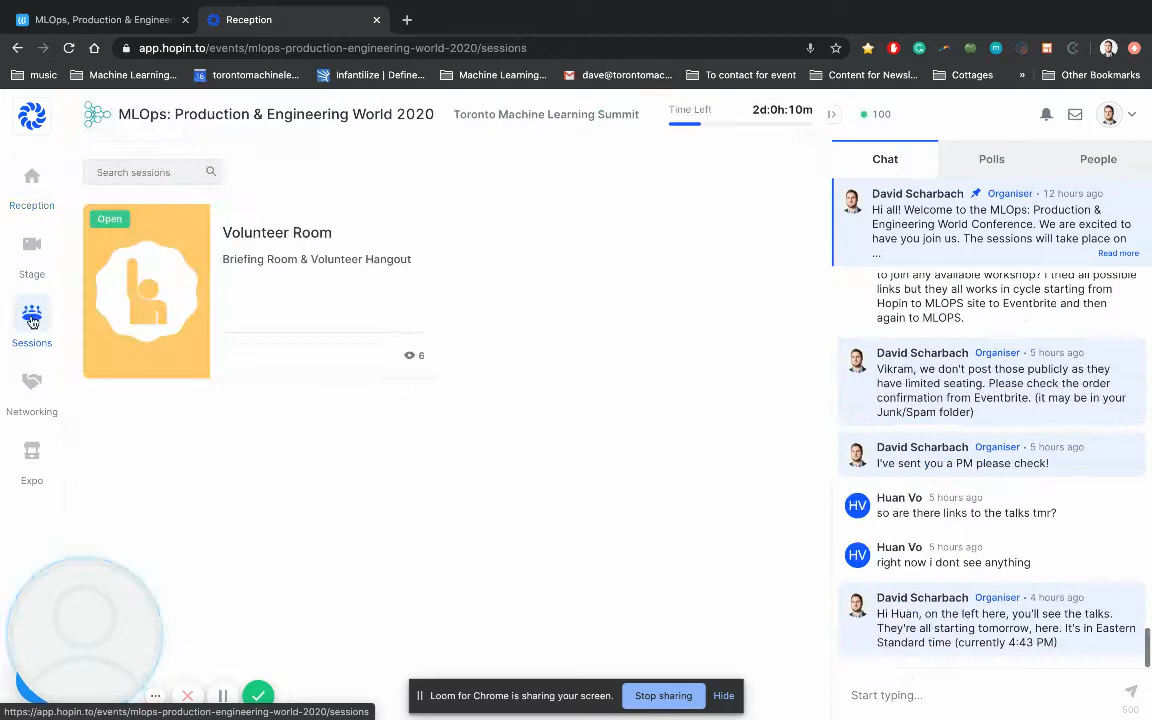 MLOps, Production & Engineer
Reception
app.hopin.to/events/mlops-production-engineering-world-2020/sessions
music
Machine Learning...
16
torontomachinele...
Infantilize | Define...
Machine Learning...
dave@torontomac...
To contact for event
Content for Newsl...
Cottages
»
Other Bookmarks
MLOps: Production & Engineering World 2020
Toronto Machine Learning Summit
Time Left
2d:0h:10m
100
Reception
Stage
Sessions
Networking
Expo
Search sessions
Open
Volunteer Room
Briefing Room & Volunteer Hangout
6
Chat
Polls
People
David Scharbach Organiser • 12 hours ago
Hi all! Welcome to the MLOps: Production &
Engineering World Conference. We are excited to
have you join us. The sessions will take place on
...
Read more
to join any available workshop? I tried all possible
links but they all works in cycle starting from
Hopin to MLOPS site to Eventbrite and then
again to MLOPS.
David Scharbach Organiser • 5 hours ago
Vikram, we don't post those publicly as they
have limited seating. Please check the order
confirmation from Eventbrite. (it may be in your
Junk/Spam folder)
David Scharbach Organiser • 5 hours ago
I've sent you a PM please check!
HV
Huan Vo 5 hours ago
so are there links to the talks tmr?
HV
Huan Vo 5 hours ago
right now i dont see anything
David Scharbach Organiser • 4 hours ago
Hi Huan, on the left here, you'll see the talks.
They're all starting tomorrow, here. It's in Eastern
Standard time (currently 4:43 PM)
Start typing...
500
Loom for Chrome is sharing your screen.
Stop sharing
Hide
https://app.hopin.to/events/mlops-production-engineering-world-2020/sessions